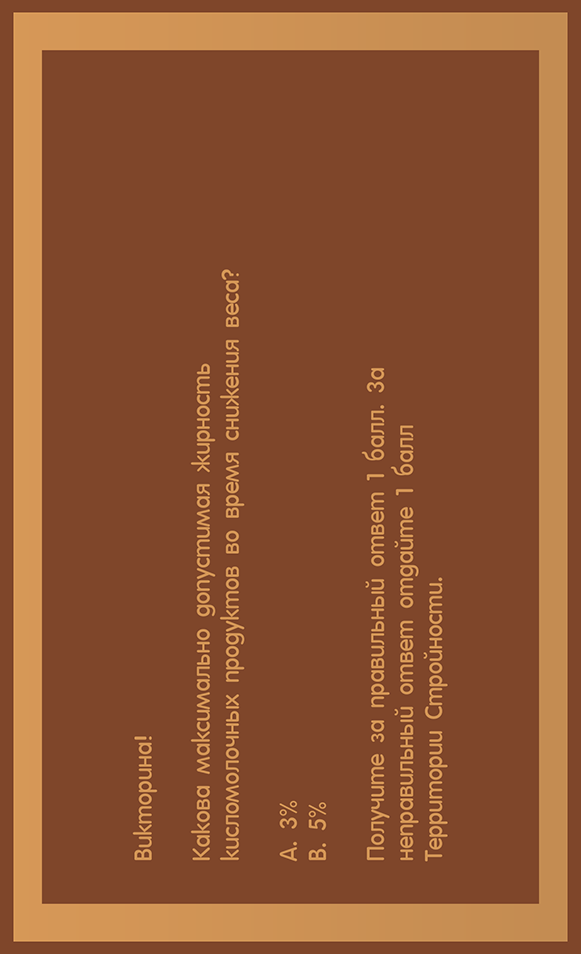 Викторина!
Какова максимально допустимая жирность
кисломолочных продуктов во время снижения веса?
A. 3%
B. 5%
Получите за правильный ответ 1 балл. За
неправильный ответ отдайте 1 балл
Территории Стройности.